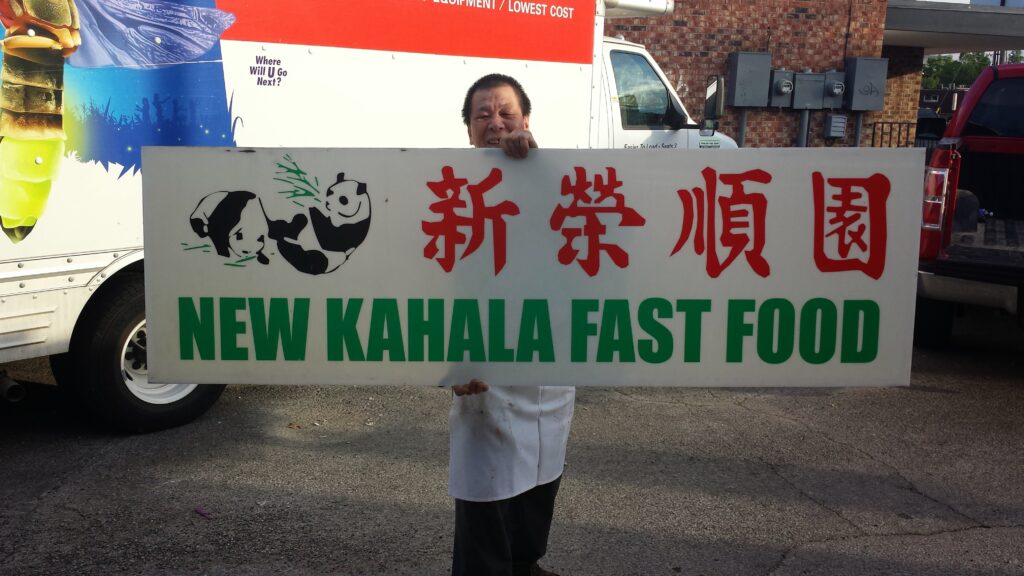 EQUIPMENT / LOWEST COST
Where
Will U Go
Next?
新榮順園
NEW KAHALA FAST FOOD